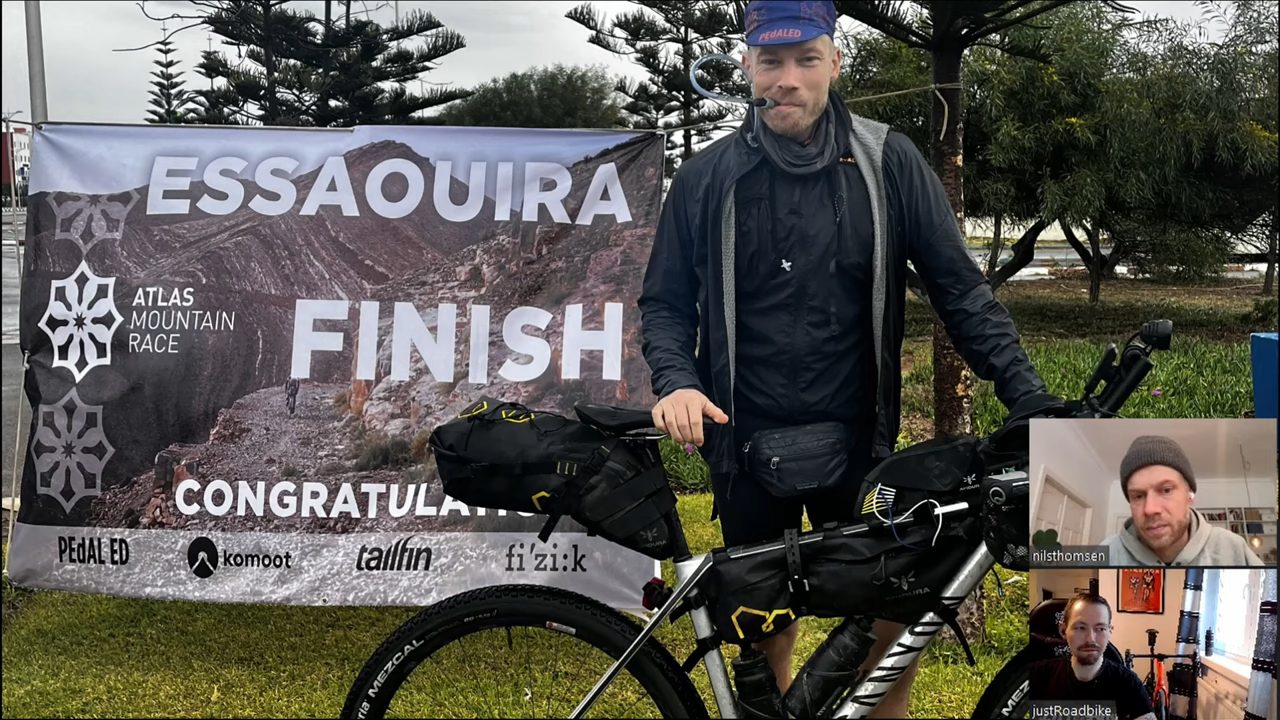 PEdALED
ESSAOUIRA
ATLAS
MOUNTAIN
RACE
FINISH
CONGRATULA
PEdAL ED
komoot
tailfin
fi'zi:k
MEZCAL
nilsthomsen
justRoadbike